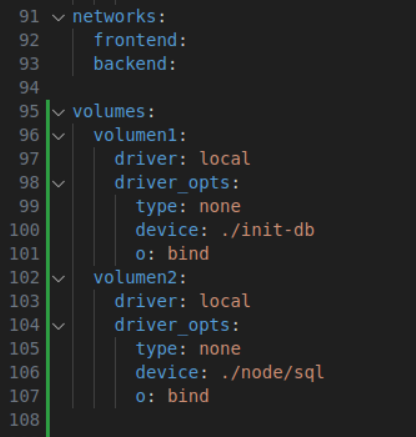 91 networks:
92 frontend:
93 backend:
94
95 volumes:
96 volumen1:
97 driver: local
98 driver_opts:
99 type: none
100 device: ./init-db
101 o: bind
102 volumen2:
103 driver: local
104 driver_opts:
105 type: none
106 device: ./node/sql
107 o: bind
108